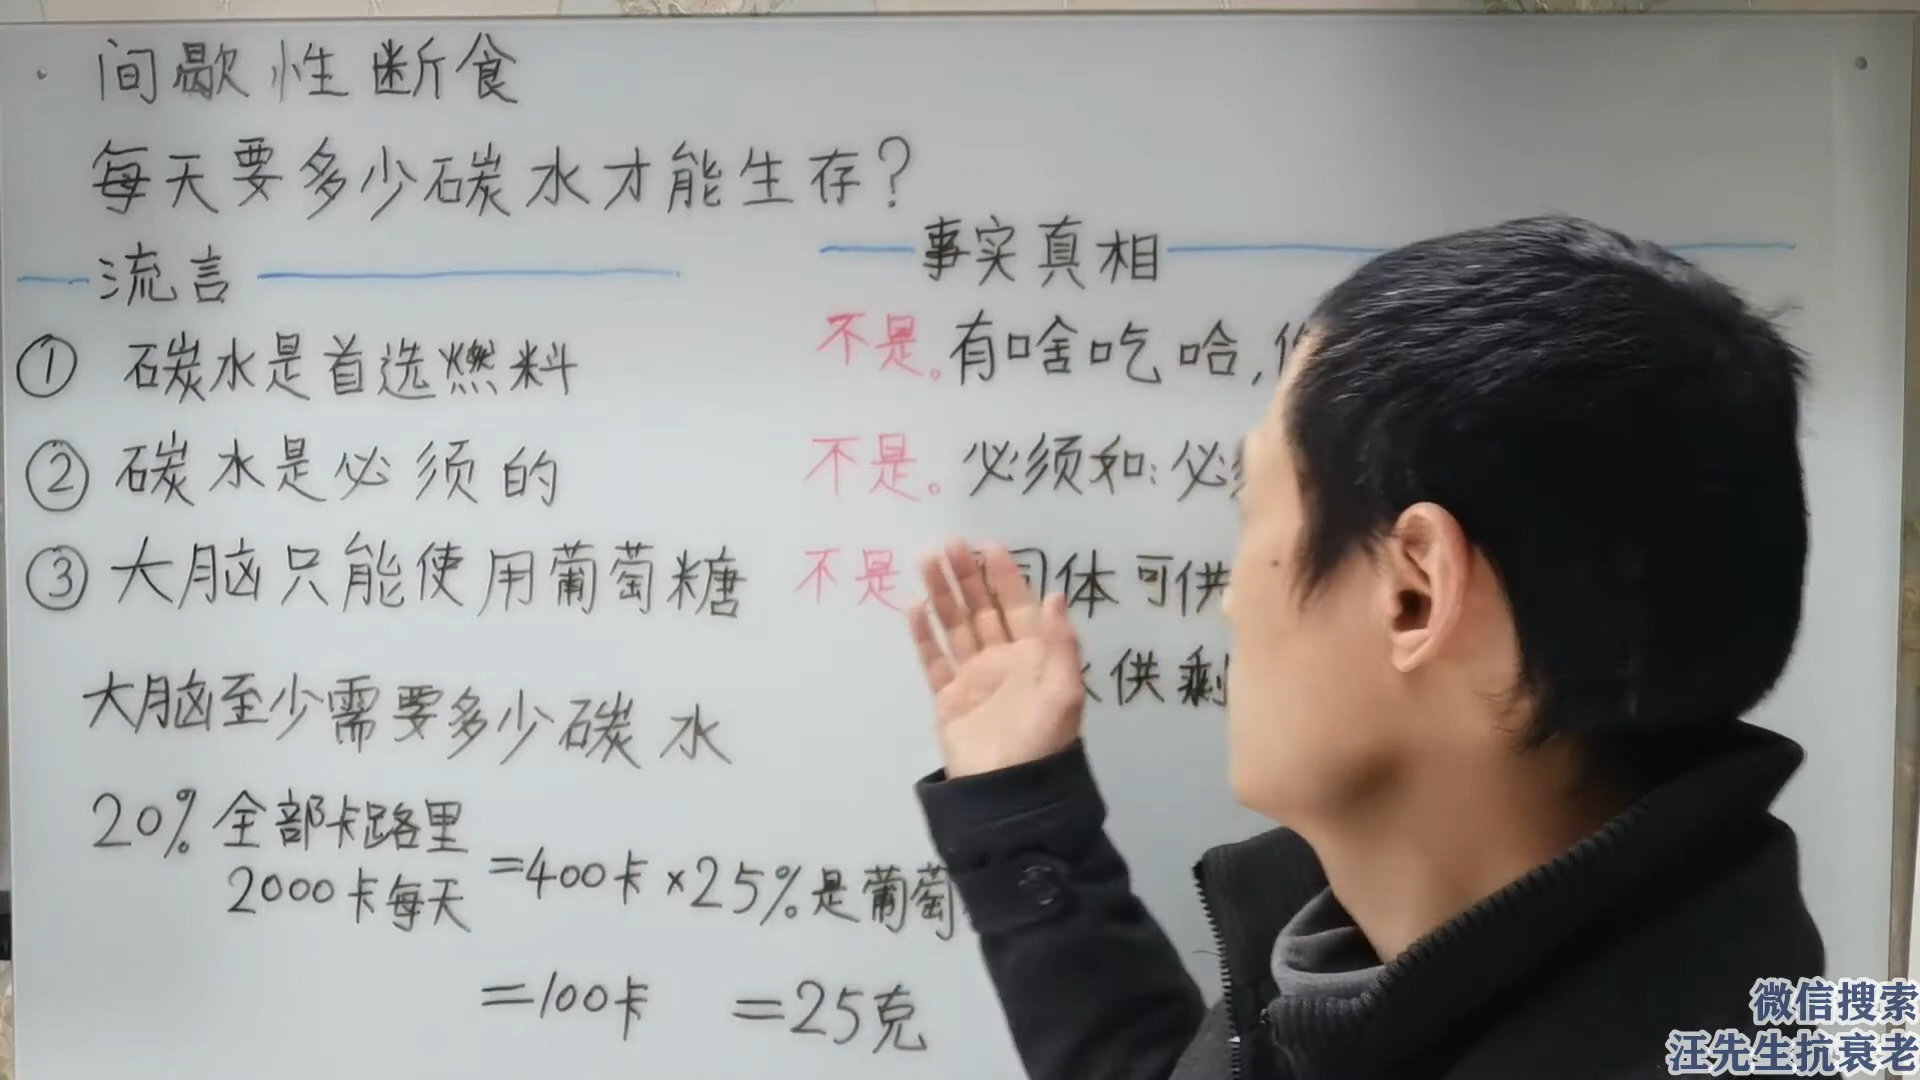 间歇性断食
每天要多少碳水才能生存?
流言
事实真相
① 碳水是首选燃料
不是。有啥吃哈,
② 碳水是必须的
不是。必须如:必
③ 大脑只能使用葡萄糖
不是 同体可供
供剩
大脑至少需要多少碳水
20% 全部卡路里
2000卡每天
=400卡×25%是葡萄
=100卡 =25克
微信搜索
汪先生抗衰老